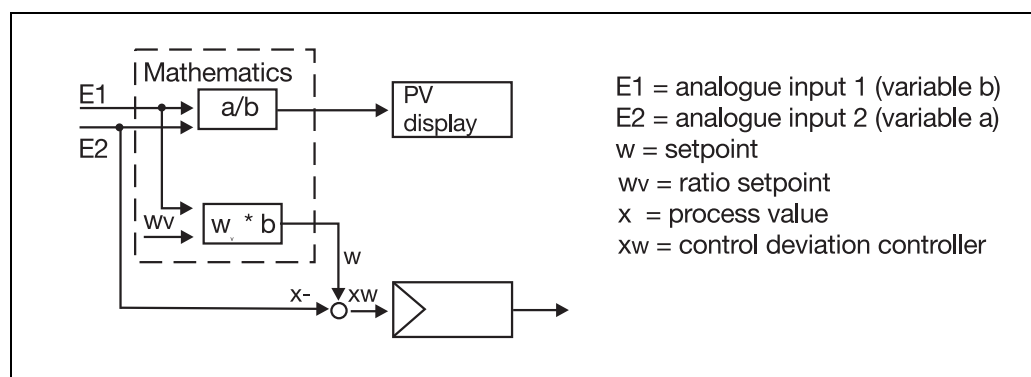 Mathematics
E1
a/b
PV
display
E2
wv
w * b
w
x-
xw
E1 = analogue input 1 (variable b)
E2 = analogue input 2 (variable a)
w = setpoint
wv = ratio setpoint
x = process value
xw = control deviation controller